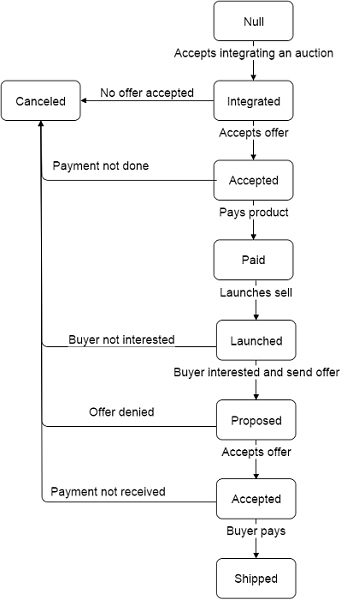 Null
Accepts integrating an auction
Canceled
No offer accepted
Integrated
Accepts offer
Payment not done
Accepted
Pays product
Paid
Launches sell
Buyer not interested
Launched
Buyer interested and send offer
Offer denied
Proposed
Accepts offer
Payment not received
Accepted
Buyer pays
Shipped